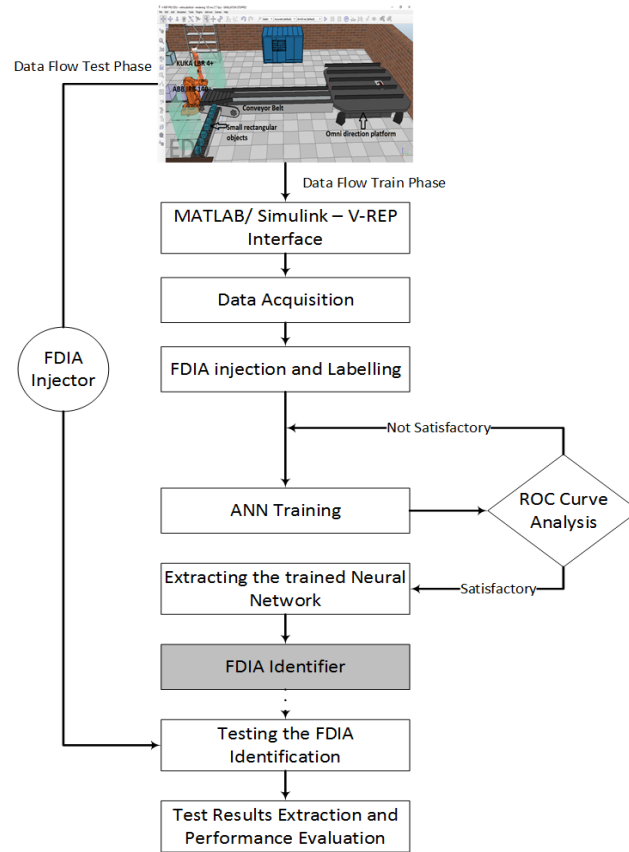 Data Flow Test Phase
KUKA LBR 4+
ABB IRB 140
Conveyor Belt
Small rectangular
objects
Omni direction platform
ED
Data Flow Train Phase
MATLAB/ Simulink – V-REP
Interface
Data Acquisition
FDIA
Injector
FDIA injection and Labelling
Not Satisfactory
ANN Training
ROC Curve
Analysis
Extracting the trained Neural
Network
Satisfactory
FDIA Identifier
Testing the FDIA
Identification
Test Results Extraction and
Performance Evaluation